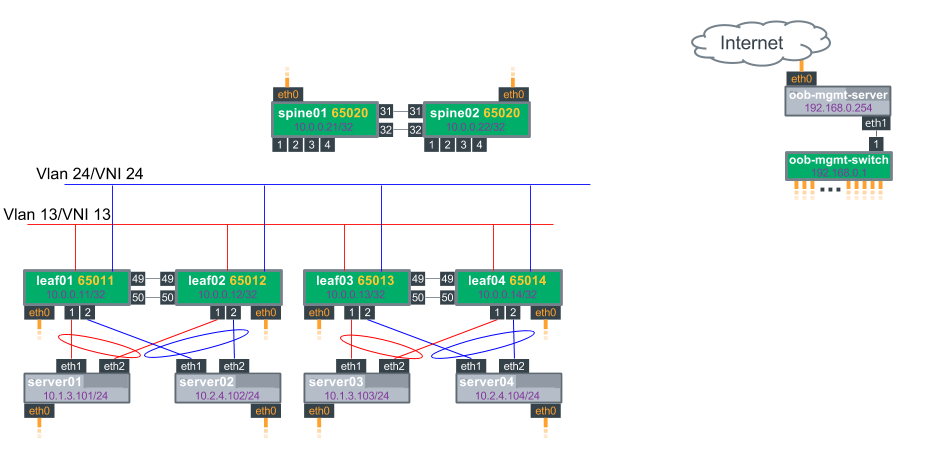 Internet
eth0
oob-mgmt-server
192.168.0.254
eth1
1
oob-mgmt-switch
192.168.0.1
eth0 eth0
spine01 65020 31 31 spine02 65020
10.0.0.21/32 32 32 10.0.0.22/32
1 2 3 4 1 2 3 4
Vlan 24/VNI 24
Vlan 13/VNI 13
leaf01 65011 49 49 leaf02 65012 leaf03 65013 49 49 leaf04 65014
10.0.0.11/32 50 50 10.0.0.12/32 10.0.0.13/32 50 50 10.0.0.14/32
eth0 1 2 1 2 eth0 eth0 1 2 1 2 eth0
eth1 eth2 eth1 eth2 eth1 eth2 eth1 eth2
server01 server02 server03 server04
10.1.3.101/24 10.2.4.102/24 10.1.3.103/24 10.2.4.104/24
eth0 eth0 eth0 eth0